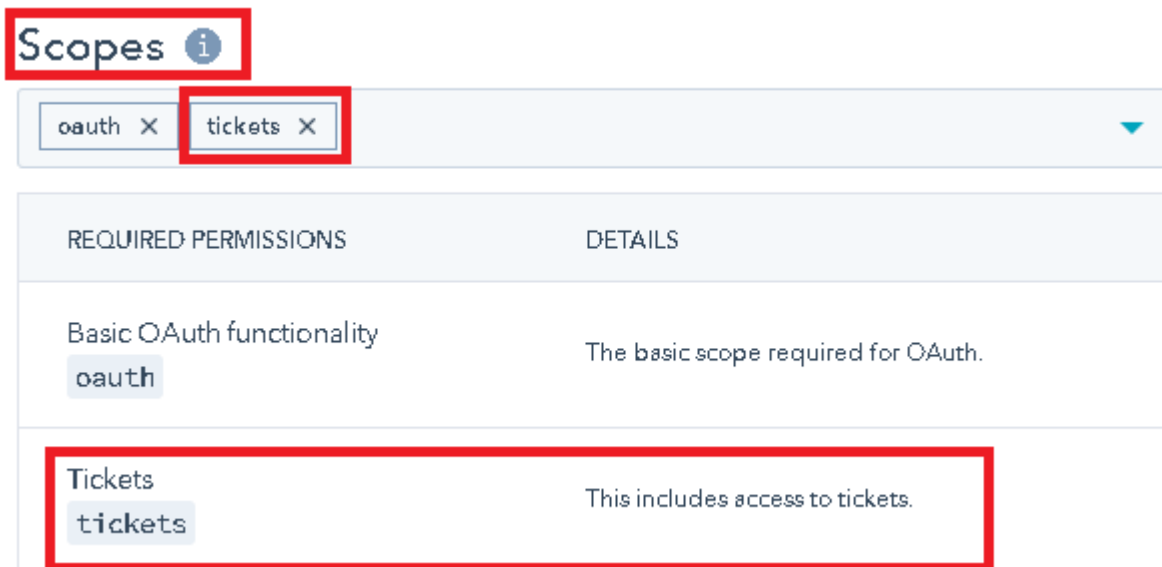 Scopes i
oauth × tickets ×
REQUIRED PERMISSIONS DETAILS
Basic OAuth functionality
oauth
The basic scope required for OAuth.
Tickets
tickets
This includes access to tickets.